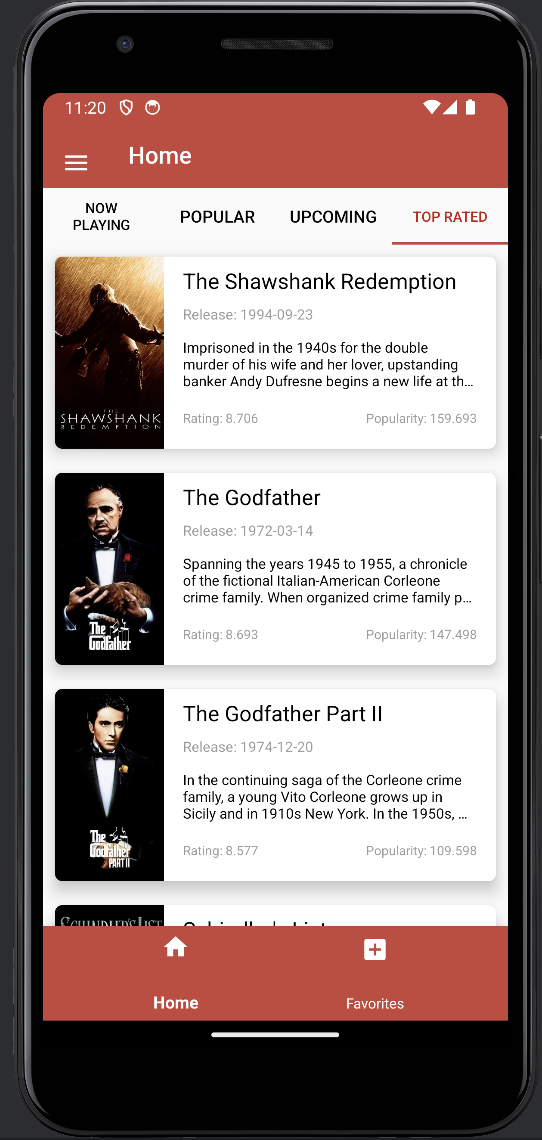 11:20
Home
NOW
PLAYING
POPULAR
UPCOMING
TOP RATED
The Shawshank Redemption
Release: 1994-09-23
Imprisoned in the 1940s for the double
murder of his wife and her lover, upstanding
banker Andy Dufresne begins a new life at th…
Rating: 8.706
Popularity: 159.693
THE
SHAWSHANK
REDEMPTION
The Godfather
Release: 1972-03-14
Spanning the years 1945 to 1955, a chronicle
of the fictional Italian-American Corleone
crime family. When organized crime family p…
Rating: 8.693
Popularity: 147.498
The
Godfather
The Godfather Part II
Release: 1974-12-20
In the continuing saga of the Corleone crime
family, a young Vito Corleone grows up in
Sicily and in 1910s New York. In the 1950s, …
Rating: 8.577
Popularity: 109.598
The
Godfather
PART II
SCHINDLER'S LIST
Home
Favorites